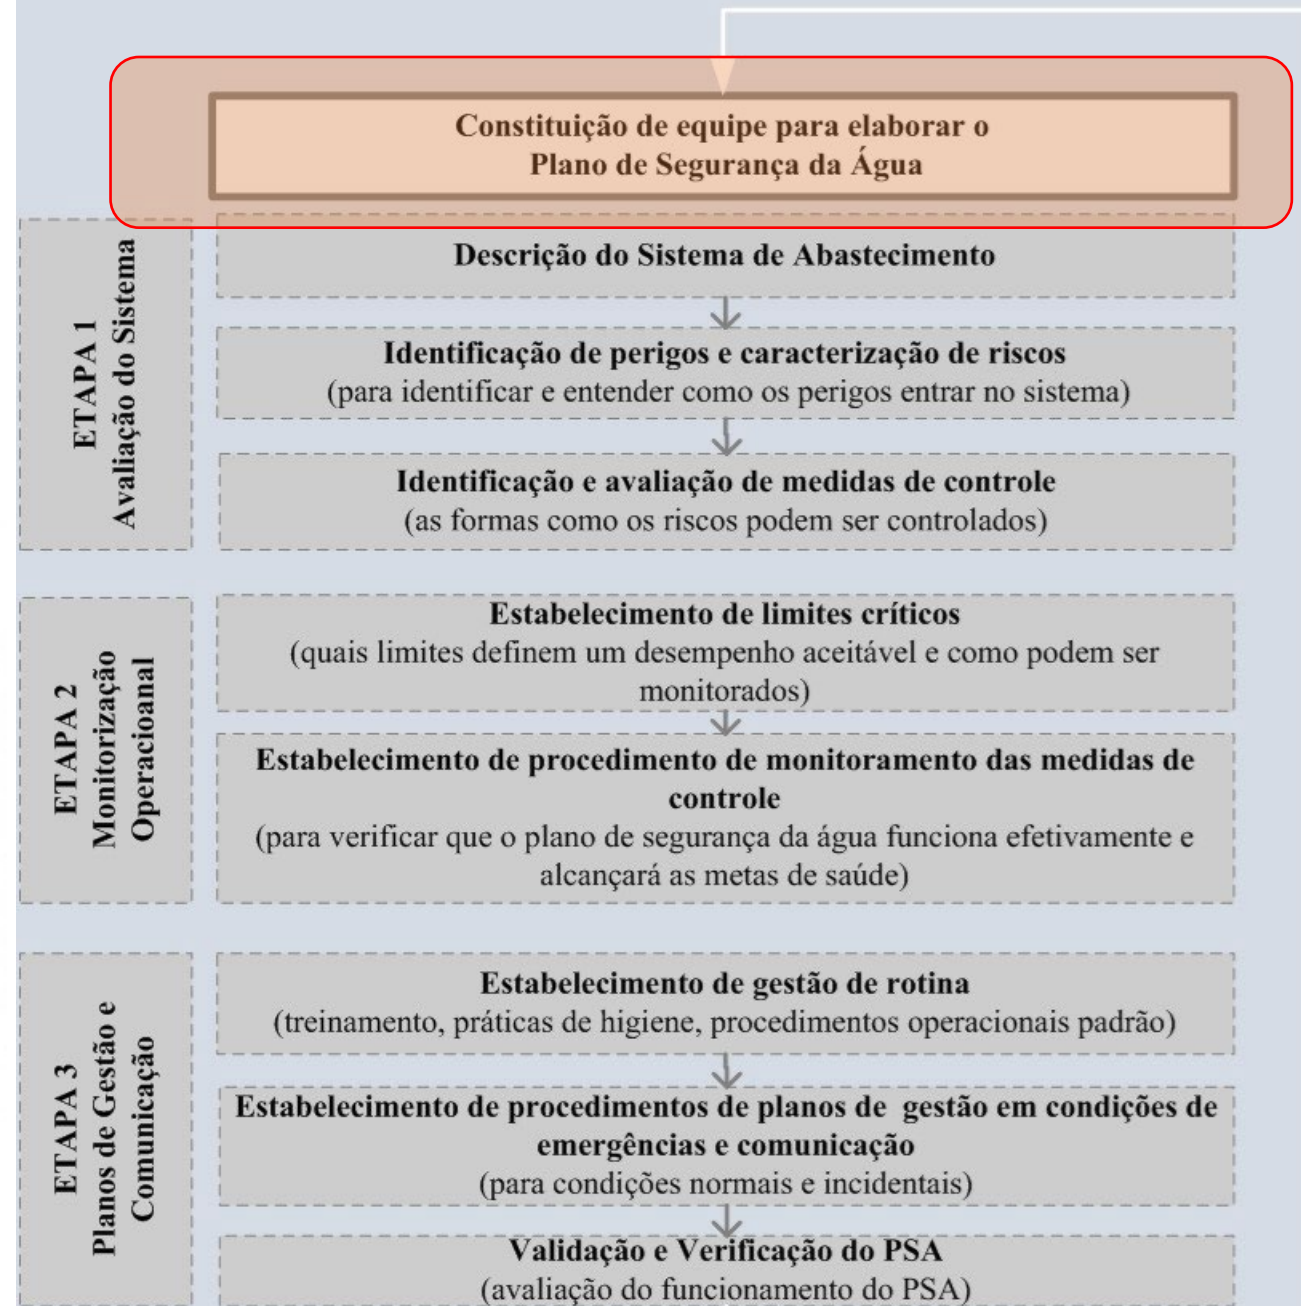 Constituição de equipe para elaborar o
Plano de Segurança da Água
ETAPA 1
Avaliação do Sistema
Descrição do Sistema de Abastecimento
Identificação de perigos e caracterização de riscos
(para identificar e entender como os perigos entrar no sistema)
Identificação e avaliação de medidas de controle
(as formas como os riscos podem ser controlados)
ETAPA 2
Monitorização
Operacioanal
Estabelecimento de limites críticos
(quais limites definem um desempenho aceitável e como podem ser
monitorados)
Estabelecimento de procedimento de monitoramento das medidas de
controle
(para verificar que o plano de segurança da água funciona efetivamente e
alcançará as metas de saúde)
ETAPA 3
Planos de Gestão e
Comunicação
Estabelecimento de gestão de rotina
(treinamento, práticas de higiene, procedimentos operacionais padrão)
Estabelecimento de procedimentos de planos de gestão em condições de
emergências e comunicação
(para condições normais e incidentais)
Validação e Verificação do PSA
(avaliação do funcionamento do PSA)